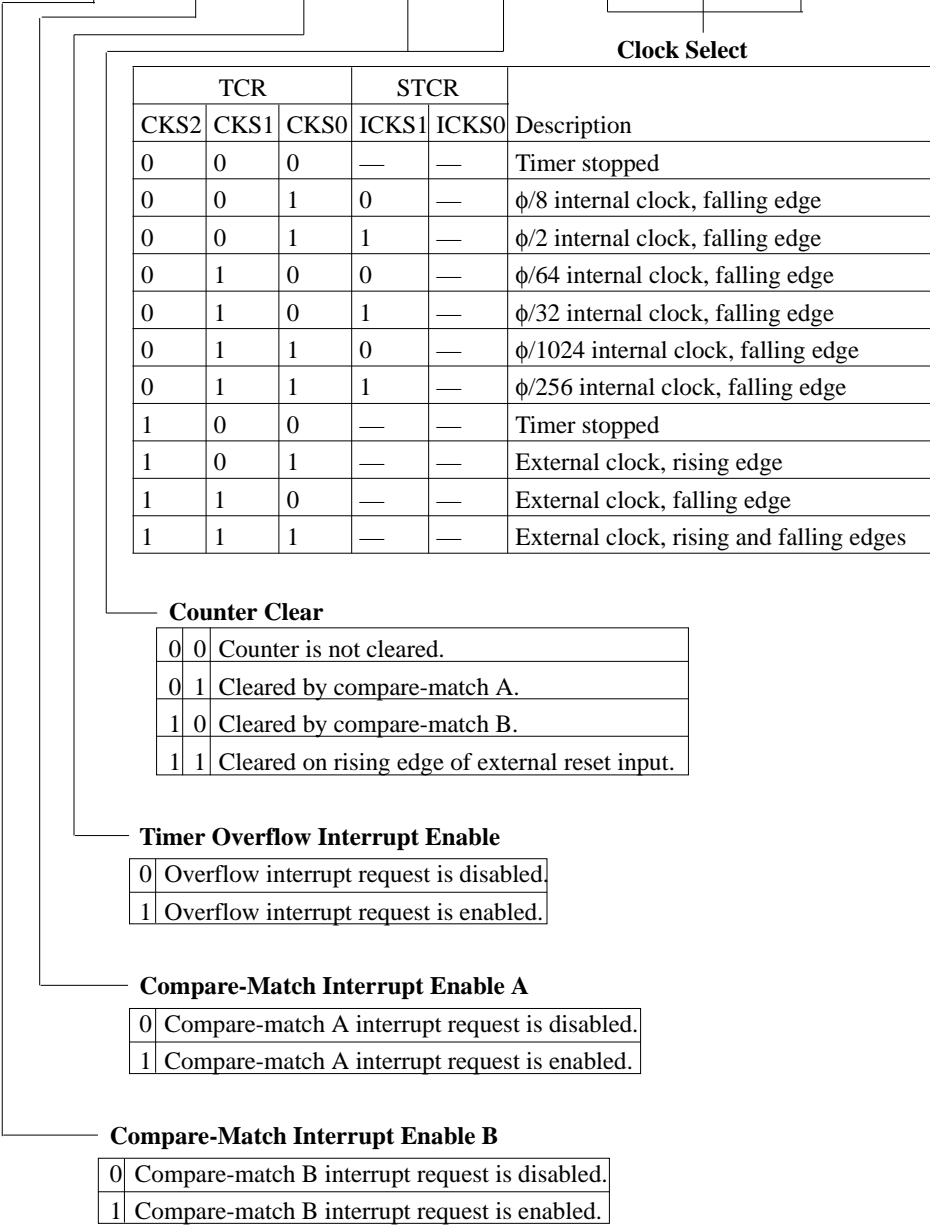 Clock Select
TCR STCR
CKS2 CKS1 CKS0 ICKS1 ICKS0 Description
0 0 0 — — Timer stopped
0 0 1 0 — ϕ/8 internal clock, falling edge
0 0 1 1 — ϕ/2 internal clock, falling edge
0 1 0 0 — ϕ/64 internal clock, falling edge
0 1 0 1 — ϕ/32 internal clock, falling edge
0 1 1 0 — ϕ/1024 internal clock, falling edge
0 1 1 1 — ϕ/256 internal clock, falling edge
1 0 0 — — Timer stopped
1 0 1 — — External clock, rising edge
1 1 0 — — External clock, falling edge
1 1 1 — — External clock, rising and falling edges
Counter Clear
0 0 Counter is not cleared.
0 1 Cleared by compare-match A.
1 0 Cleared by compare-match B.
1 1 Cleared on rising edge of external reset input.
Timer Overflow Interrupt Enable
0 Overflow interrupt request is disabled.
1 Overflow interrupt request is enabled.
Compare-Match Interrupt Enable A
0 Compare-match A interrupt request is disabled.
1 Compare-match A interrupt request is enabled.
Compare-Match Interrupt Enable B
0 Compare-match B interrupt request is disabled.
1 Compare-match B interrupt request is enabled.